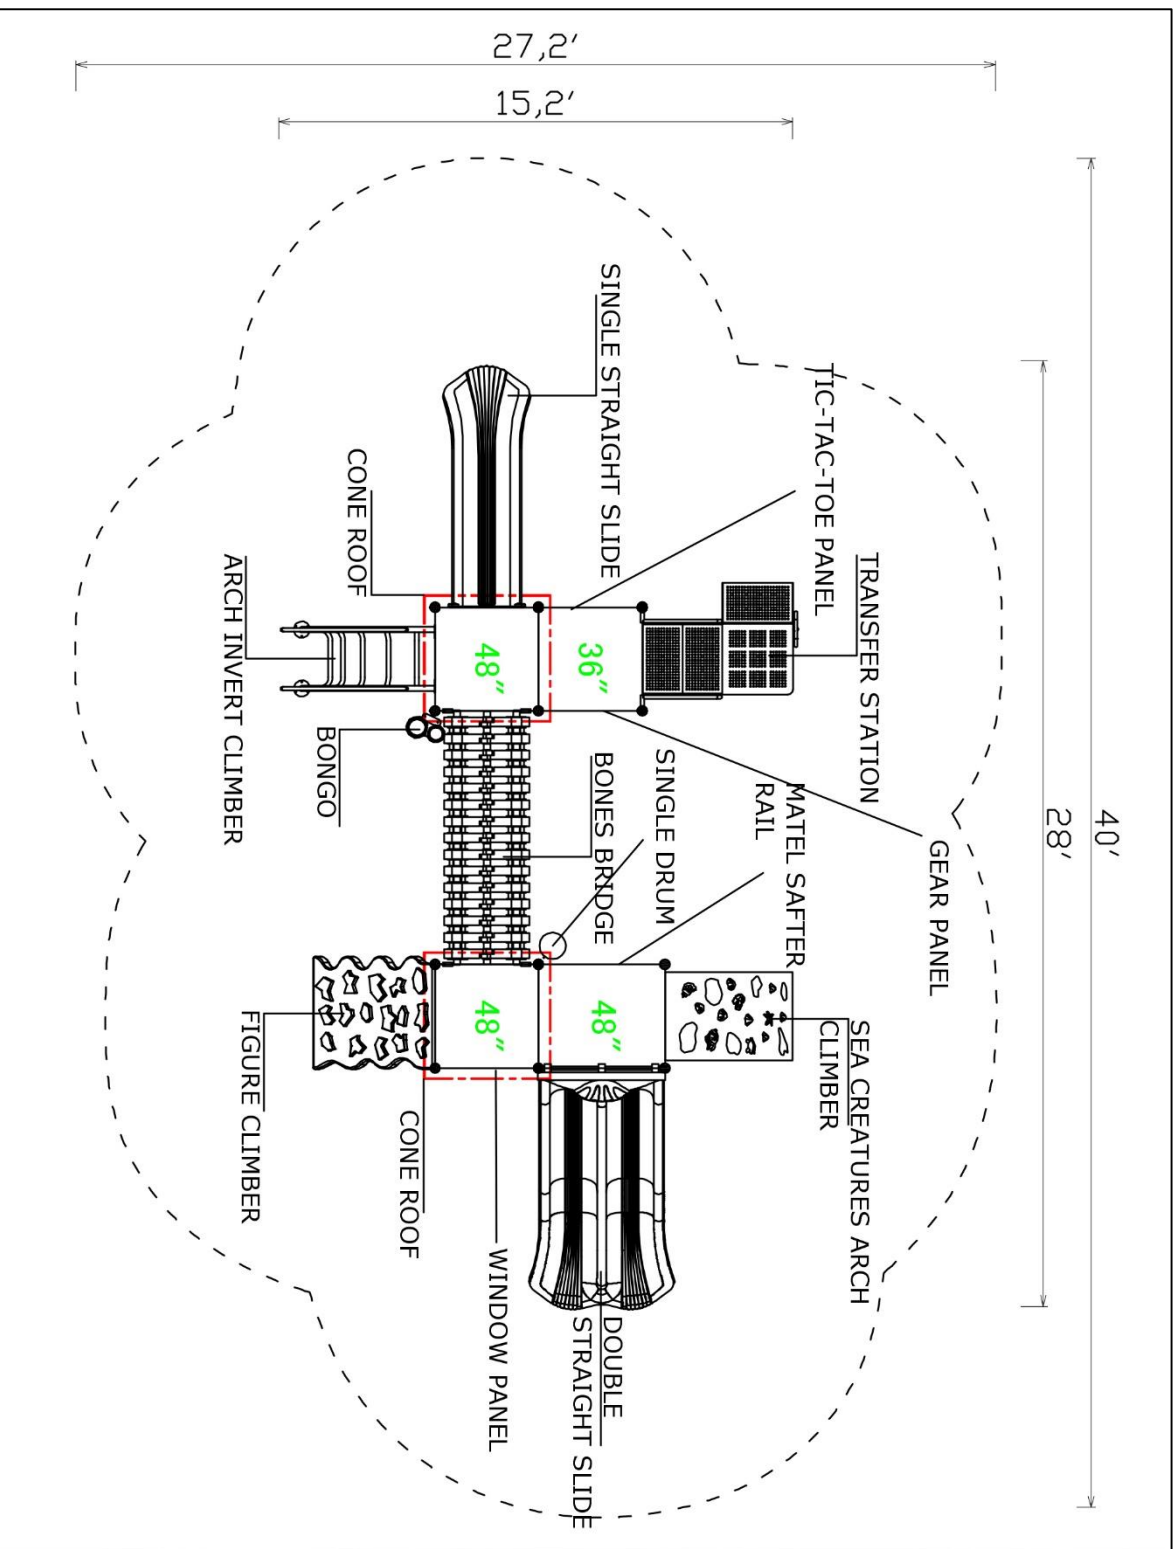 27,2'
15,2'
40'
28'
SINGLE STRAIGHT SLIDE
TIC-TAC-TOE PANEL
CONE ROOF
TRANSFER STATION
ARCH INVERT CLIMBER
48"
36"
BONGO
BONES BRIDGE
SINGLE DRUM
MATEL SAFTER
RAIL
GEAR PANEL
48"
48"
FIGURE CLIMBER
CONE ROOF
SEA CREATURES ARCH
CLIMBER
WINDOW PANEL
DOUBLE
STRAIGHT SLIDE